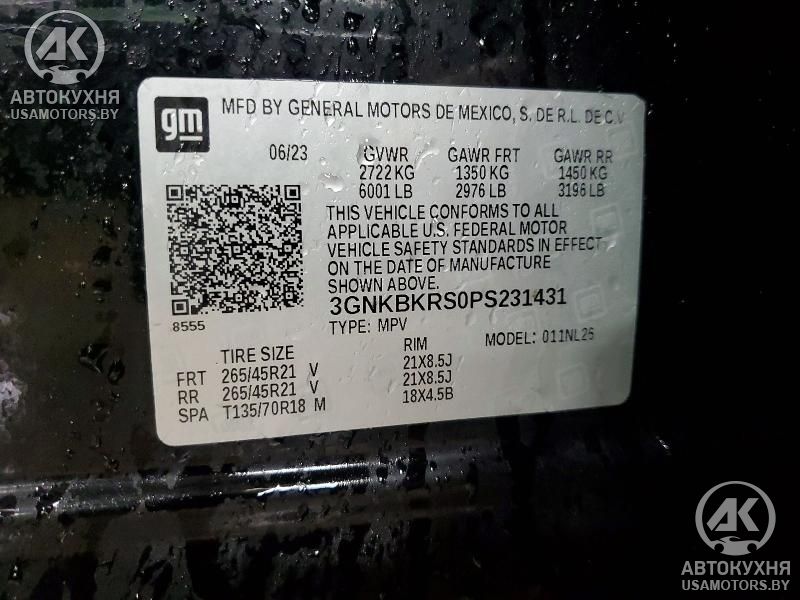 AK
АВТОКУХНЯ
USAMOTORS.BY
gm
MFD BY GENERAL MOTORS DE MEXICO, S. DE R.L. DE C.V
06/23 GVWR GAWR FRT GAWR RR
2722 KG 1350 KG 1450 KG
6001 LB 2976 LB 3196 LB
THIS VEHICLE CONFORMS TO ALL
APPLICABLE U.S. FEDERAL MOTOR
VEHICLE SAFETY STANDARDS IN EFFECT
ON THE DATE OF MANUFACTURE
SHOWN ABOVE.
3GNKBKRS0PS231431
8555
TYPE: MPV MODEL: 011NL26
TIRE SIZE RIM
FRT 265/45R21 V 21X8.5J
RR 265/45R21 V 21X8.5J
SPA T135/70R18 M 18X4.5B
AK
АВТОКУХНЯ
USAMOTORS.BY